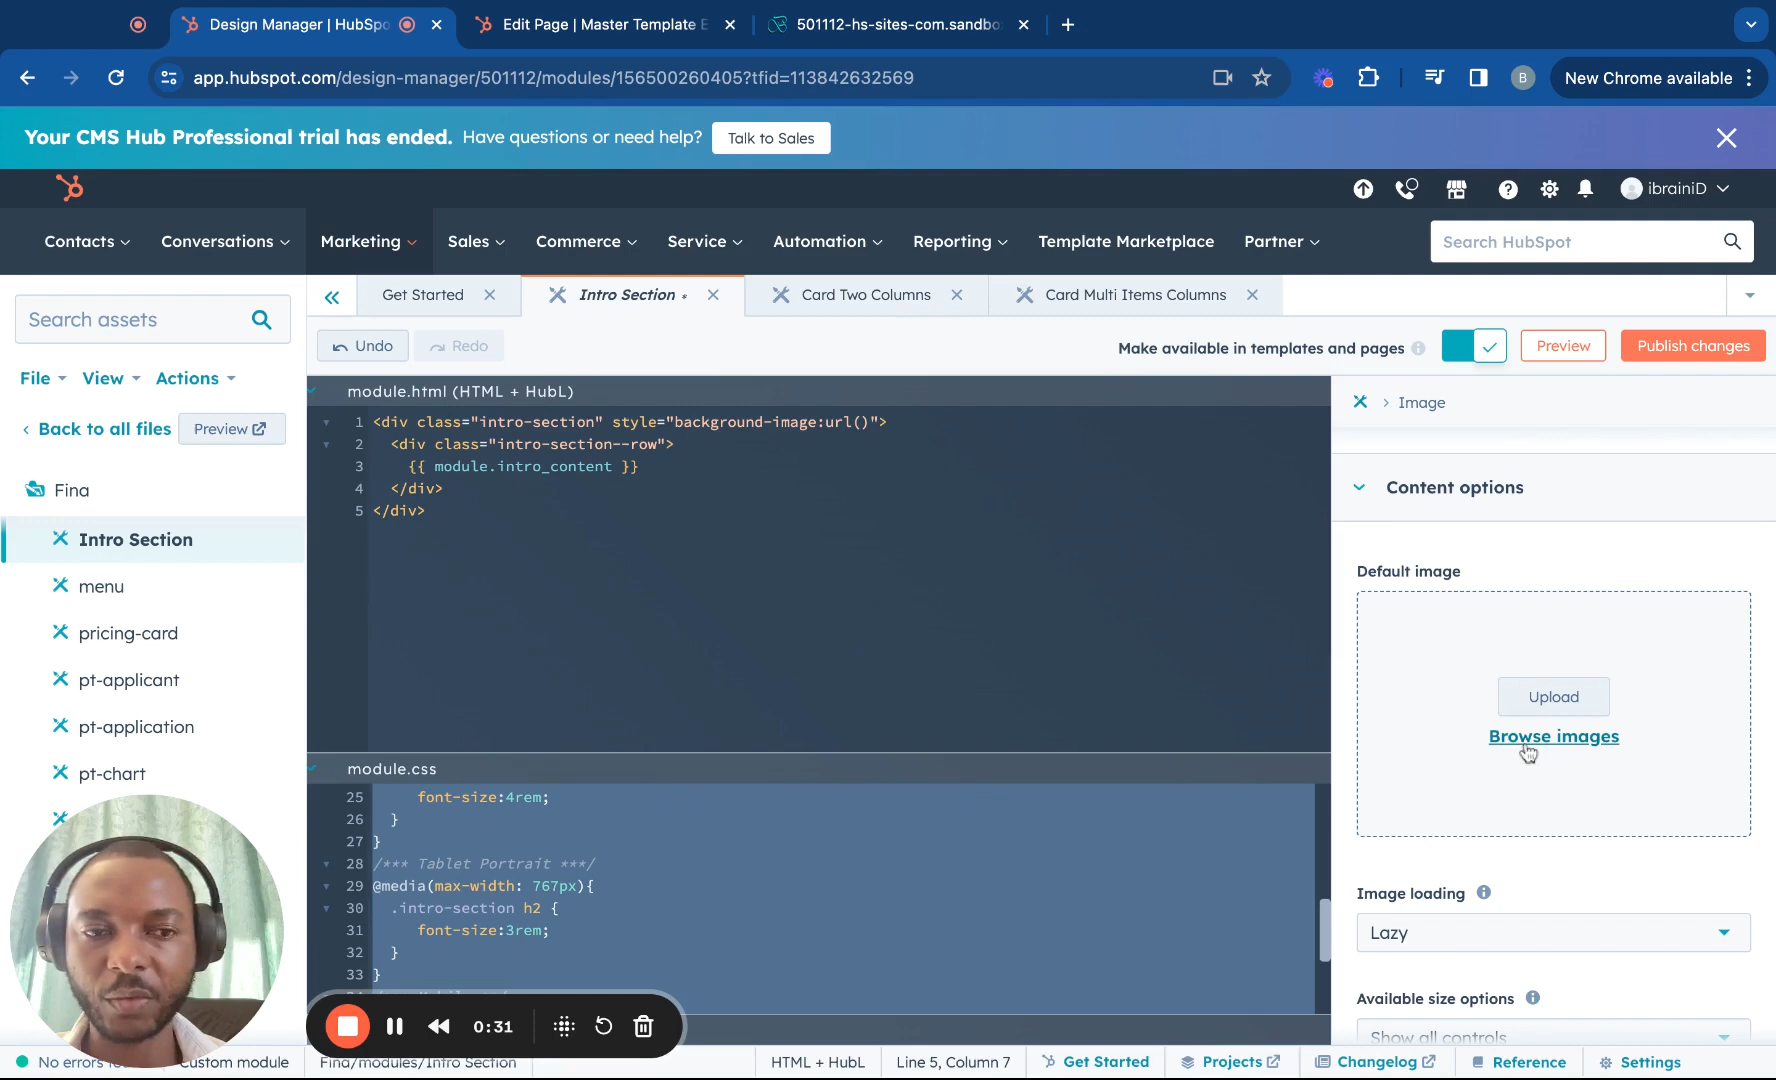 Design Manager | HubSpo
Edit Page | Master Template E
501112-hs-sites-com.sandbo
app.hubspot.com/design-manager/501112/modules/156500260405?tfid=113842632569
B
New Chrome available
Your CMS Hub Professional trial has ended. Have questions or need help? Talk to Sales
ibrainiD
Contacts Conversations Marketing Sales Commerce Service Automation Reporting Template Marketplace Partner Search HubSpot
Search assets
Get Started
Intro Section
Card Two Columns
Card Multi Items Columns
Undo Redo
Make available in templates and pages
Preview
Publish changes
File View Actions
Back to all files Preview
Fina
Intro Section
menu
pricing-card
pt-applicant
pt-application
pt-chart
module.html (HTML + HubL)
1 <div class="intro-section" style="background-image:url()">
2 <div class="intro-section--row">
3 {{ module.intro_content }}
4 </div>
5 </div>
module.css
25 font-size:4rem;
26 }
27 }
28 /*** Tablet Portrait ***/
29 @media(max-width: 767px){
30 .intro-section h2 {
31 font-size:3rem;
32 }
33 }
0:31
Image
Content options
Default image
Upload
Browse images
Image loading
Lazy
Available size options
Show all controls
No errors
ustom module
Fina/modules/Intro Section
HTML + HubL
Line 5, Column 7
Get Started
Projects
Changelog
Reference
Settings